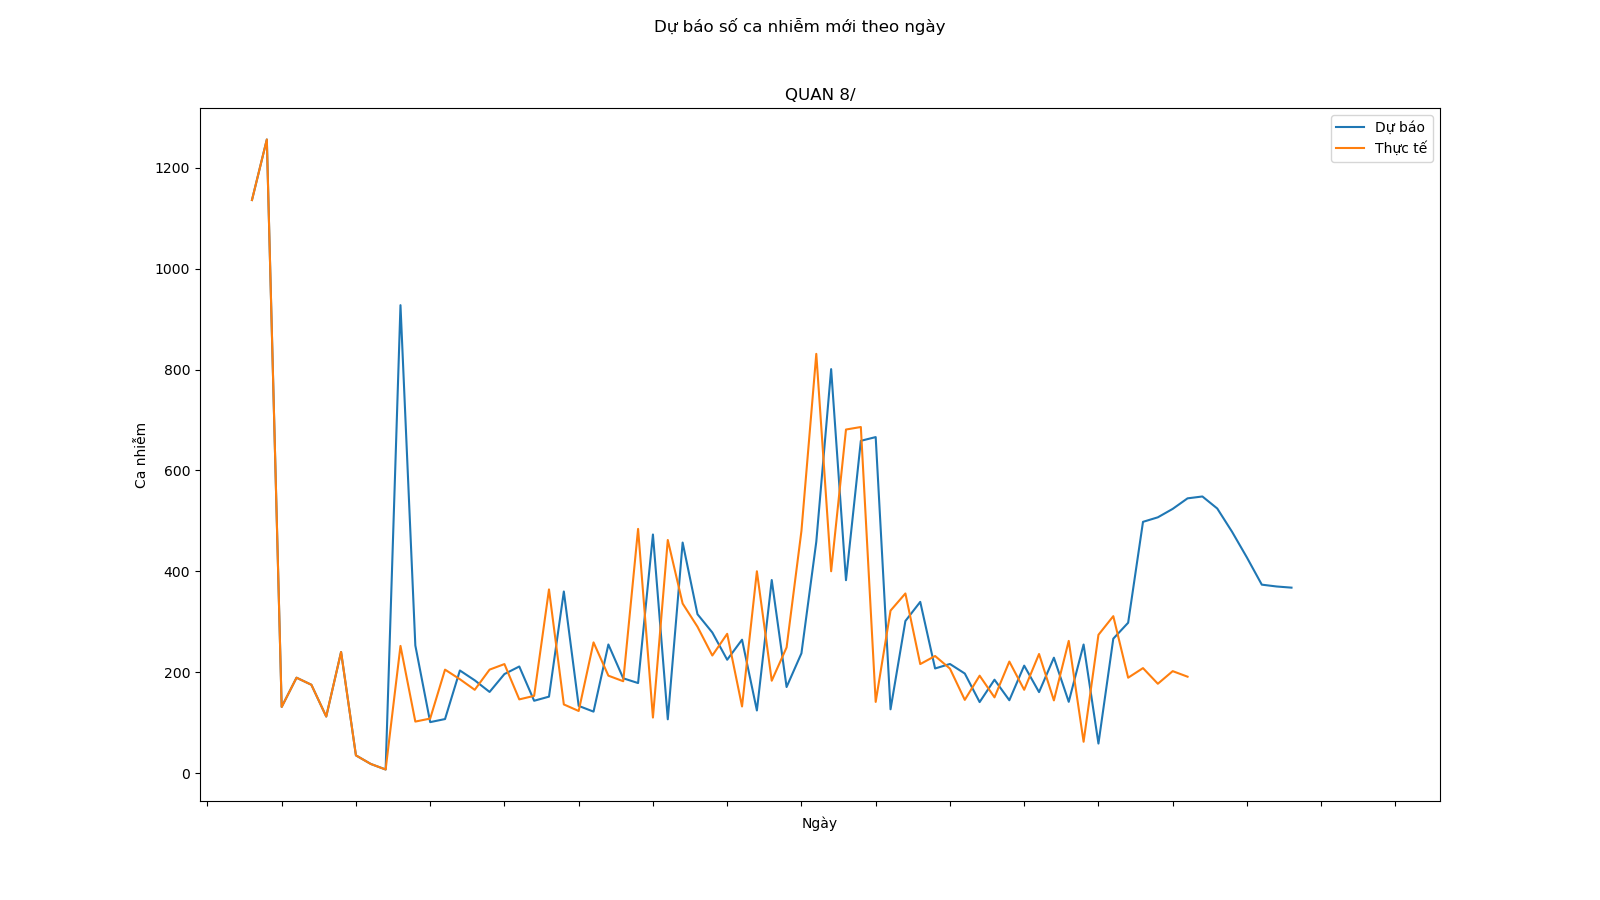 Dự báo số ca nhiễm mới theo ngày
QUAN 8/
Dự báo
Thực tế
1200
1000
800
600
400
200
0
Ca nhiễm
Ngày